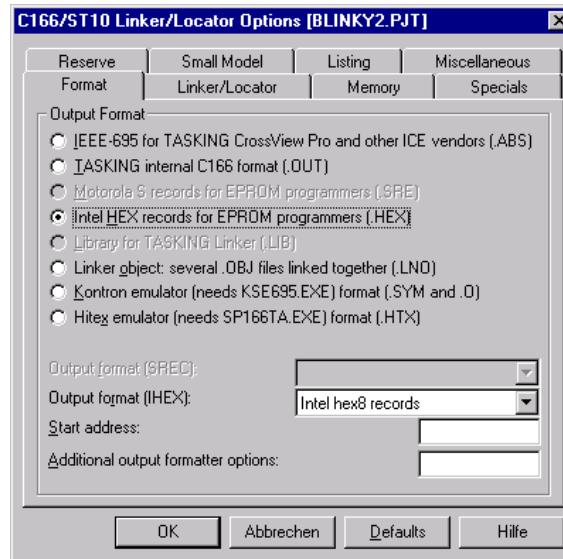 C166/ST10 Linker/Locator Options [BLINKY2.PJT]
Reserve Small Model Listing Miscellaneous
Format Linker/Locator Memory Specials
Output Format
IEEE-695 for TASKING CrossView Pro and other ICE vendors (.ABS)
TASKING internal C166 format (.OUT)
Motorola S records for EPROM programmers (.SRE)
Intel HEX records for EPROM programmers (.HEX)
Library for TASKING Linker (.LIB)
Linker object: several .OBJ files linked together (.LNO)
Kontron emulator (needs KSE695.EXE) format (.SYM and .O)
Hitex emulator (needs SP166TA.EXE) format (.HTX)
Output format (SREC):
Output format (IHEX): Intel hex8 records
Start address:
Additional output formatter options:
OK Abbrechen Defaults Hilfe